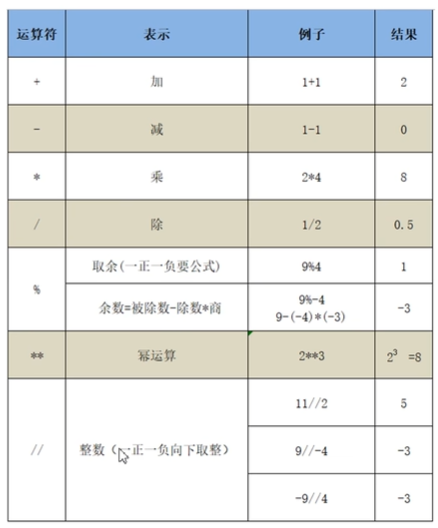 运算符 表示 例子 结果
+ 加 1+1 2
- 减 1-1 0
* 乘 2*4 8
/ 除 1/2 0.5
% 取余(一正一负要公式) 9%4 1
余数=被除数-除数*商 9%-4 -3
9-(-4)*(-3)
** 幂运算 2**3 2³ =8
// 整数（一正一负向下取整） 11//2 5
9//-4 -3
-9//4 -3